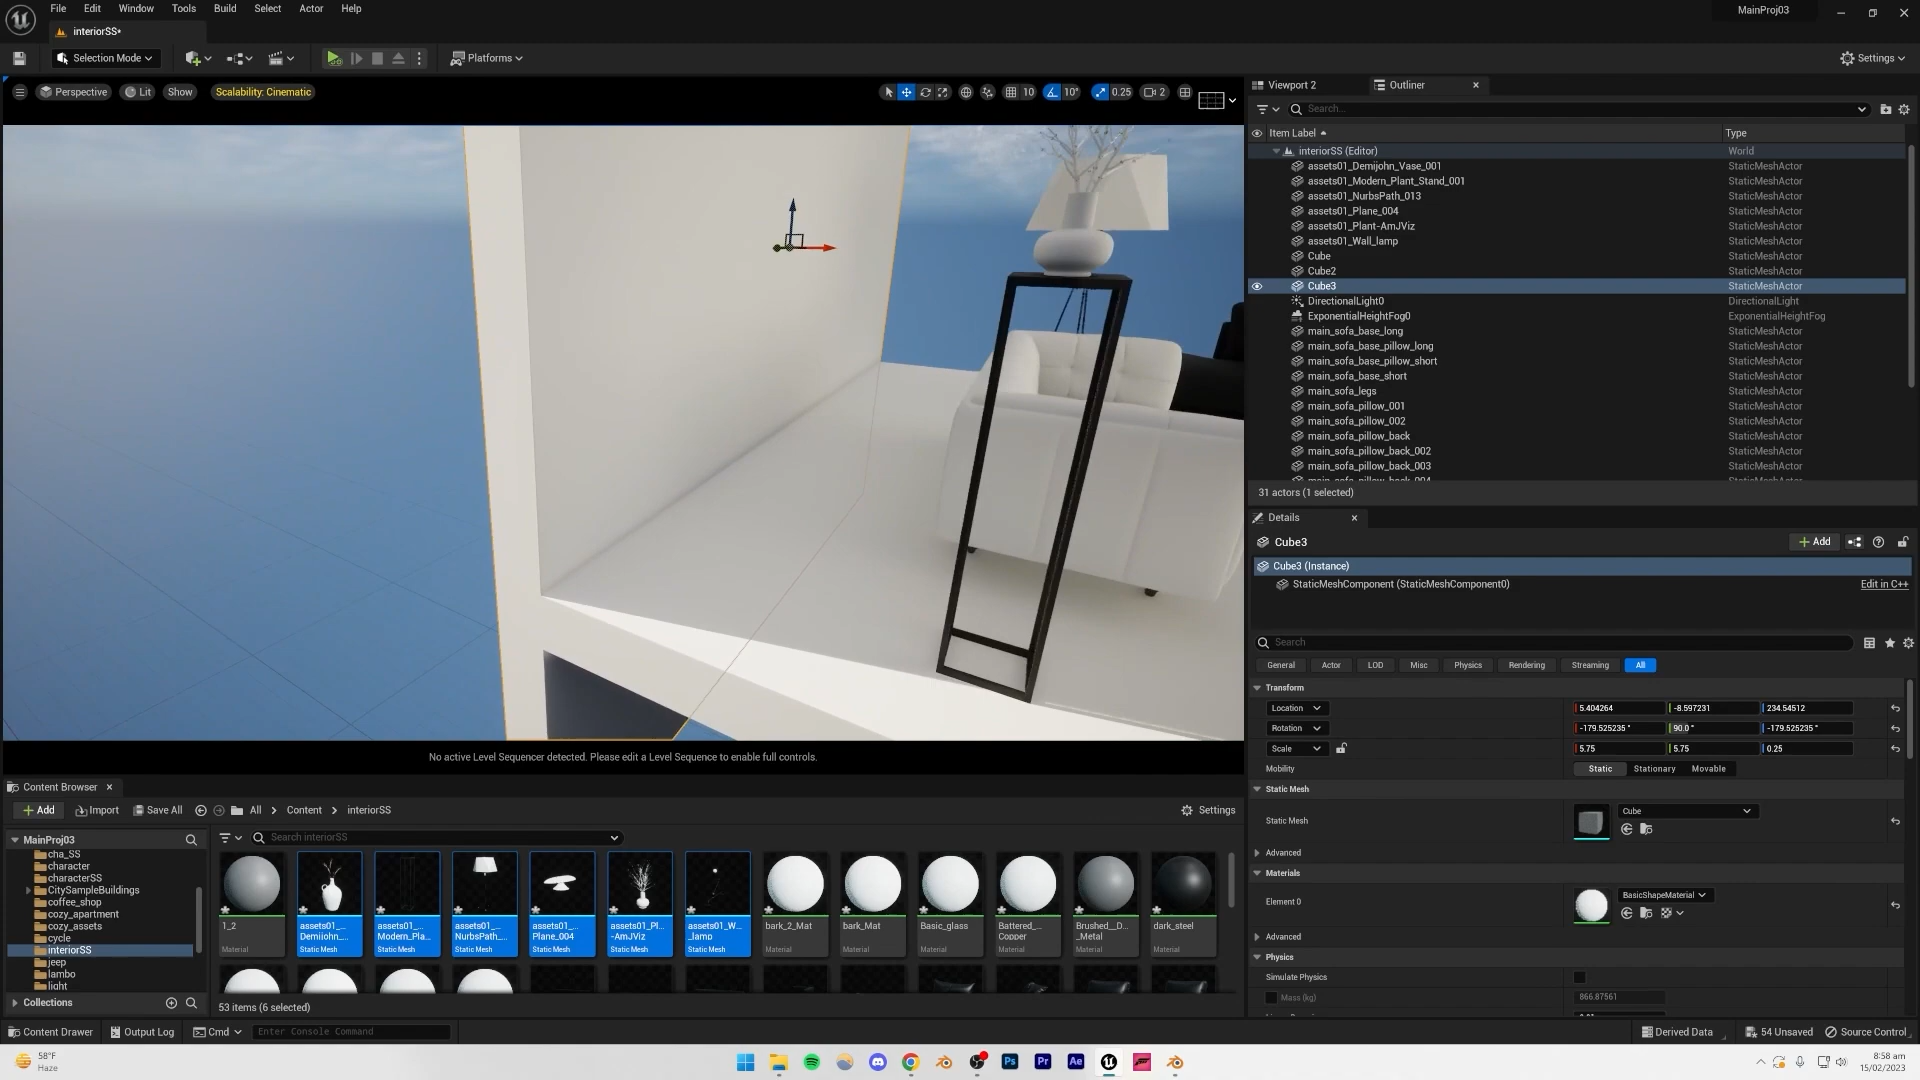 File Edit Window Tools Build Select Actor Help
MainProj03
interiorSS*
Selection Mode
Platforms
Settings
Perspective Lit Show Scalability: Cinematic
10 10° 0.25 2
Viewport 2 Outliner
Search...
Item Label Type
interiorSS (Editor) World
assets01_Demijohn_Vase_001 StaticMeshActor
assets01_Modern_Plant_Stand_001 StaticMeshActor
assets01_NurbsPath_013 StaticMeshActor
assets01_Plane_004 StaticMeshActor
assets01_Plant-AmJViz StaticMeshActor
assets01_Wall_lamp StaticMeshActor
Cube StaticMeshActor
Cube2 StaticMeshActor
Cube3 StaticMeshActor
DirectionalLight0 DirectionalLight
ExponentialHeightFog0 ExponentialHeightFog
main_sofa_base_long StaticMeshActor
main_sofa_base_pillow_long StaticMeshActor
main_sofa_base_pillow_short StaticMeshActor
main_sofa_base_short StaticMeshActor
main_sofa_legs StaticMeshActor
main_sofa_pillow_001 StaticMeshActor
main_sofa_pillow_002 StaticMeshActor
main_sofa_pillow_back StaticMeshActor
main_sofa_pillow_back_002 StaticMeshActor
main_sofa_pillow_back_003 StaticMeshActor
31 actors (1 selected)
Details
Cube3
Add
Cube3 (Instance)
StaticMeshComponent (StaticMeshComponent0) Edit in C++
Search
General Actor LOD Misc Physics Rendering Streaming All
Transform
Location 5.404264 -8.597231 234.54512
Rotation -179.525235 ° 90.0 ° -179.525235 °
Scale 5.75 5.75 0.25
Mobility Static Stationary Movable
Static Mesh
Static Mesh Cube
Advanced
Materials
Element 0 BasicShapeMaterial
Advanced
Physics
Simulate Physics
Mass (kg) 866.87561
No active Level Sequencer detected. Please edit a Level Sequence to enable full controls.
Content Browser
Add Import Save All All Content interiorSS Settings
MainProj03
Search interiorSS
cha_SS
character
characterSS
CitySampleBuildings
coffee_shop
cozy_apartment
cozy_assets
cycle
interiorSS
jeep
lambo
light
Collections
1_2
Material
assets01_...
Demijohn_...
Static Mesh
assets01_...
Modern_Pla...
Static Mesh
assets01_...
NurbsPath_...
Static Mesh
assets01_...
Plane_004
Static Mesh
assets01_Pl...
-AmJViz
Static Mesh
assets01_W...
_lamp
Static Mesh
bark_2_Mat
Material
bark_Mat
Material
Basic_glass
Material
Battered_...
Copper
Material
Brushed__D...
_Metal
Material
dark_steel
Material
53 items (6 selected)
Content Drawer Output Log Cmd Enter Console Command
Derived Data 54 Unsaved Source Control
58°F
Haze
Ps Pr Ae
8:58 am
15/02/2023